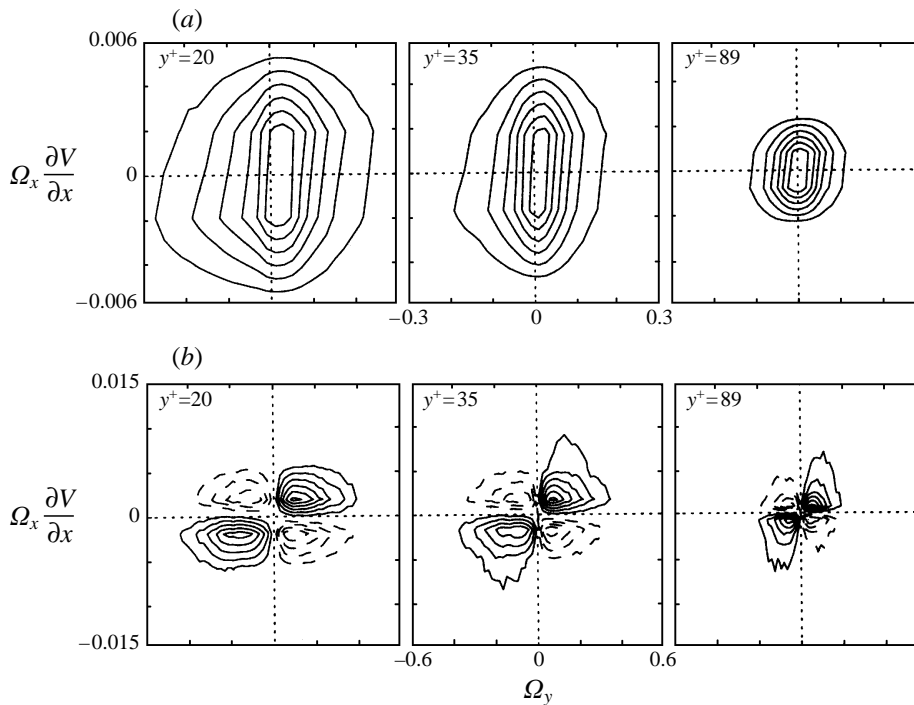 (a)
0.006
y⁺=20
y⁺=35
y⁺=89
Ωₓ ∂V/∂x
0
−0.006
−0.3
0
0.3
(b)
0.015
y⁺=20
y⁺=35
y⁺=89
Ωₓ ∂V/∂x
0
−0.015
−0.6
0
0.6
Ω_y